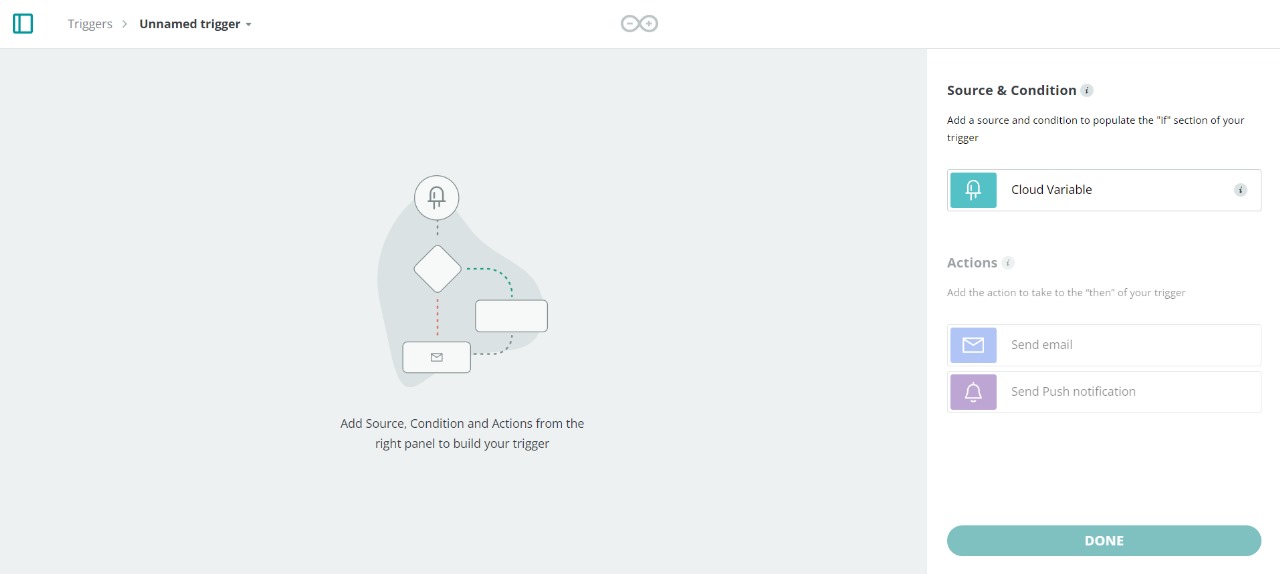 Triggers > Unnamed trigger
Source & Condition i
Add a source and condition to populate the "if" section of your
trigger
Cloud Variable i
Actions i
Add the action to take to the “then” of your trigger
Send email
Send Push notification
Add Source, Condition and Actions from the
right panel to build your trigger
DONE